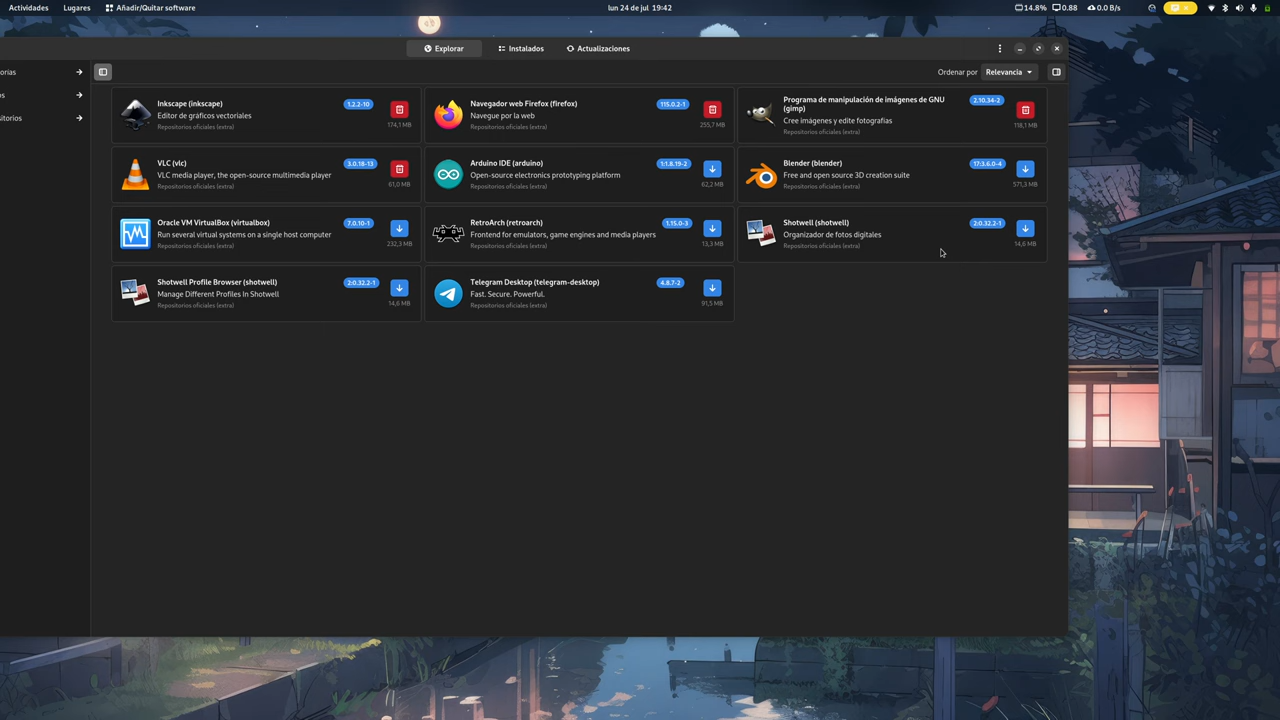 Actividades
Lugares
Añadir/Quitar software
lun 24 de jul 19:42
14.8%
0.88
0.0 B/s
Explorar
Instalados
Actualizaciones
orias
os
sitorios
Ordenar por
Relevancia
Inkscape (inkscape)
1.2.2-10
Editor de gráficos vectoriales
Repositorios oficiales (extra)
174,1 MB
Navegador web Firefox (firefox)
115.0.2-1
Navegue por la web
Repositorios oficiales (extra)
255,7 MB
Programa de manipulación de imágenes de GNU
(gimp)
2.10.34-2
Cree imágenes y edite fotografías
Repositorios oficiales (extra)
118,1 MB
VLC (vlc)
3.0.18-13
VLC media player, the open-source multimedia player
Repositorios oficiales (extra)
61,0 MB
Arduino IDE (arduino)
1:1.8.19-2
Open-source electronics prototyping platform
Repositorios oficiales (extra)
62,2 MB
Blender (blender)
17:3.6.0-4
Free and open source 3D creation suite
Repositorios oficiales (extra)
571,3 MB
Oracle VM VirtualBox (virtualbox)
7.0.10-1
Run several virtual systems on a single host computer
Repositorios oficiales (extra)
232,3 MB
RetroArch (retroarch)
1.15.0-3
Frontend for emulators, game engines and media players
Repositorios oficiales (extra)
13,3 MB
Shotwell (shotwell)
2:0.32.2-1
Organizador de fotos digitales
Repositorios oficiales (extra)
14,6 MB
Shotwell Profile Browser (shotwell)
2:0.32.2-1
Manage Different Profiles In Shotwell
Repositorios oficiales (extra)
14,6 MB
Telegram Desktop (telegram-desktop)
4.8.7-2
Fast. Secure. Powerful.
Repositorios oficiales (extra)
91,5 MB